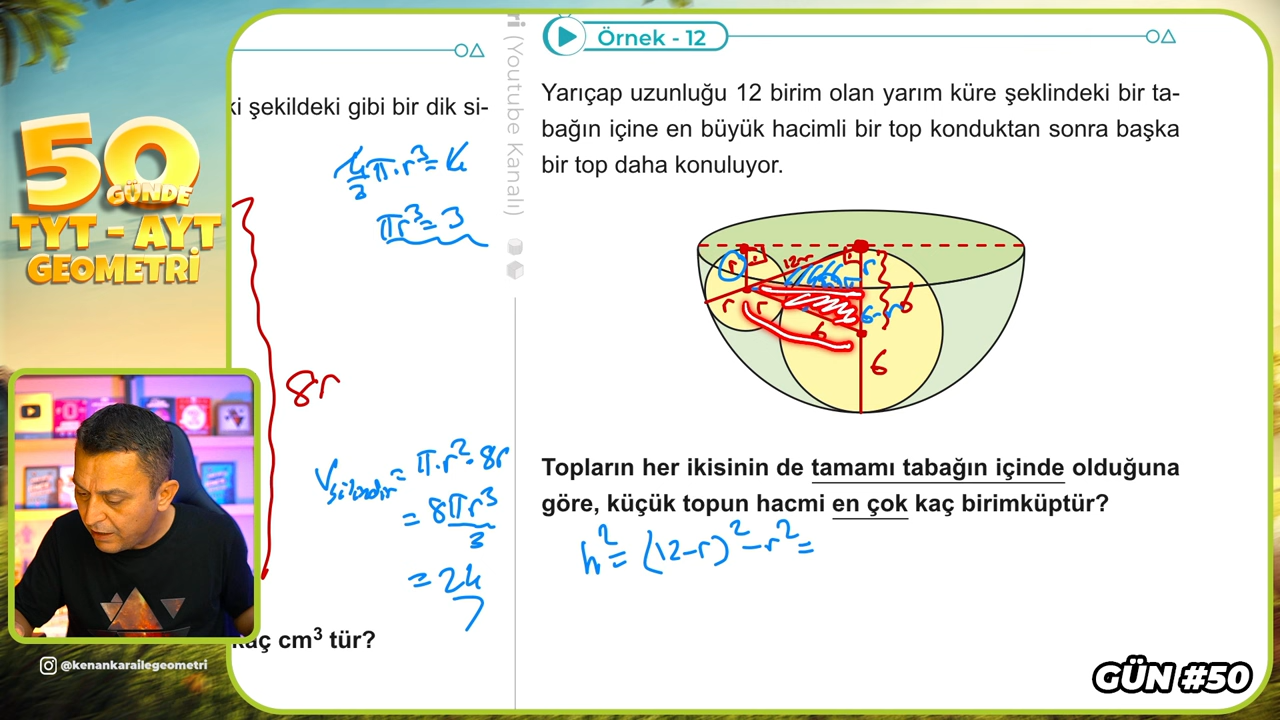 50
GÜNDE
TYT - AYT
GEOMETRİ
ri (Youtube Kanalı)
ki şekildeki gibi bir dik si-
4/3 π·r³ = 4
πr³ = 3
8r
Vsilindir = π·r²·8r
= 8πr³
3
= 24
kaç cm³ tür?
Örnek - 12
Yarıçap uzunluğu 12 birim olan yarım küre şeklindeki bir ta-
bağın içine en büyük hacimli bir top konduktan sonra başka
bir top daha konuluyor.
r
12-r
r
r
r
6-r
6
6
6
Topların her ikisinin de tamamı tabağın içinde olduğuna
göre, küçük topun hacmi en çok kaç birimküptür?
h² = (12-r)² - r² =
@kenankarailegeometri
GÜN #50